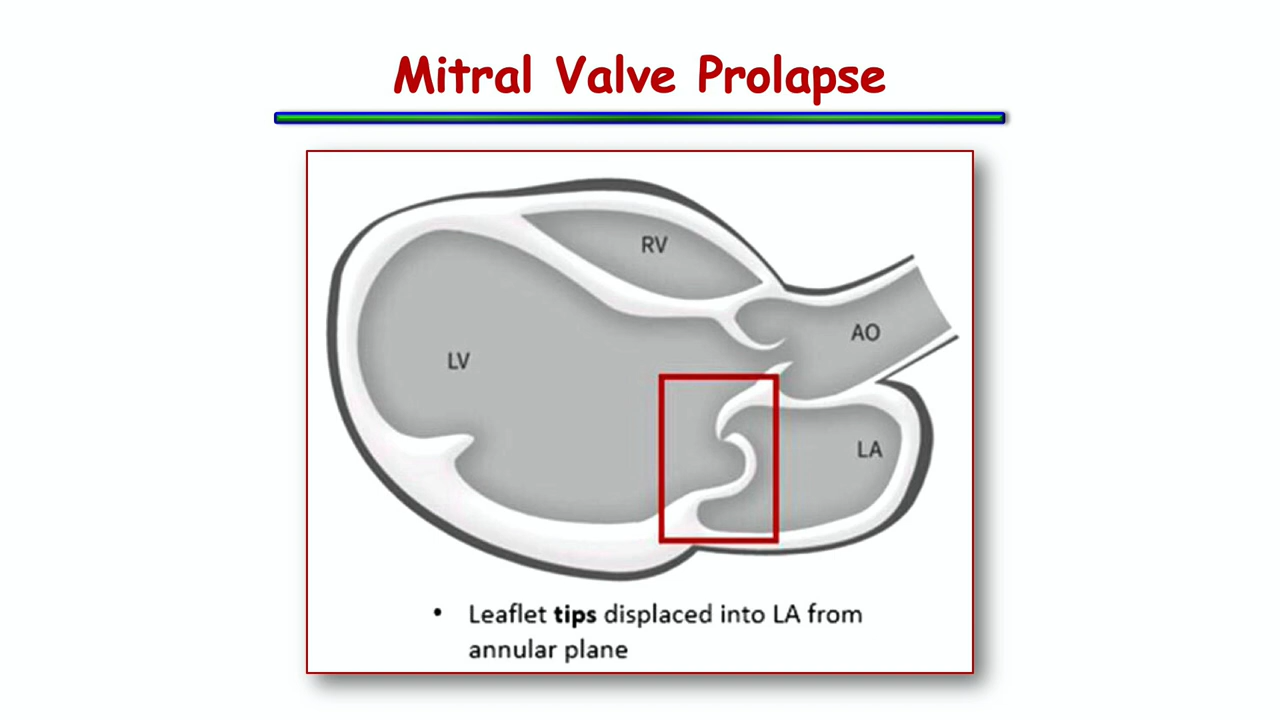 Mitral Valve Prolapse
RV
AO
LV
LA
• Leaflet tips displaced into LA from
annular plane